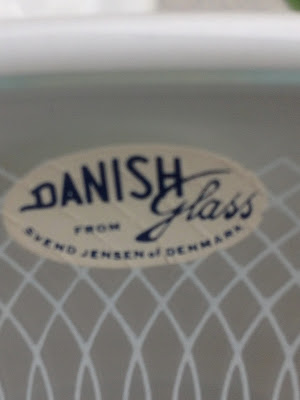 DANISH
Glass
FROM
SVEND JENSEN of DENMARK